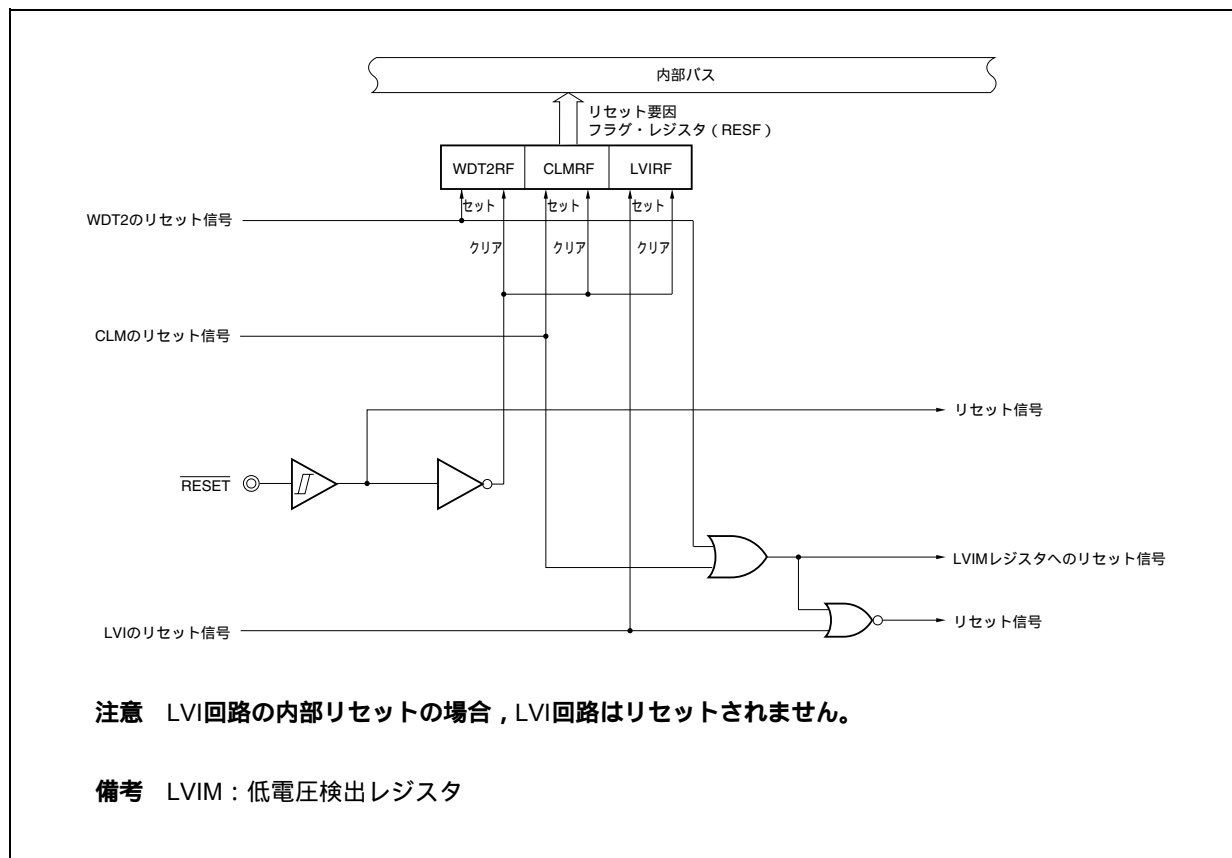 内部バス
リセット要因
フラグ・レジスタ（RESF）
WDT2RF CLMRF LVIRF
セット セット セット
WDT2のリセット信号
クリア クリア クリア
CLMのリセット信号
リセット信号
RESET
LVIMレジスタへのリセット信号
リセット信号
LVIのリセット信号
注意 LVI回路の内部リセットの場合，LVI回路はリセットされません。
備考 LVIM：低電圧検出レジスタ